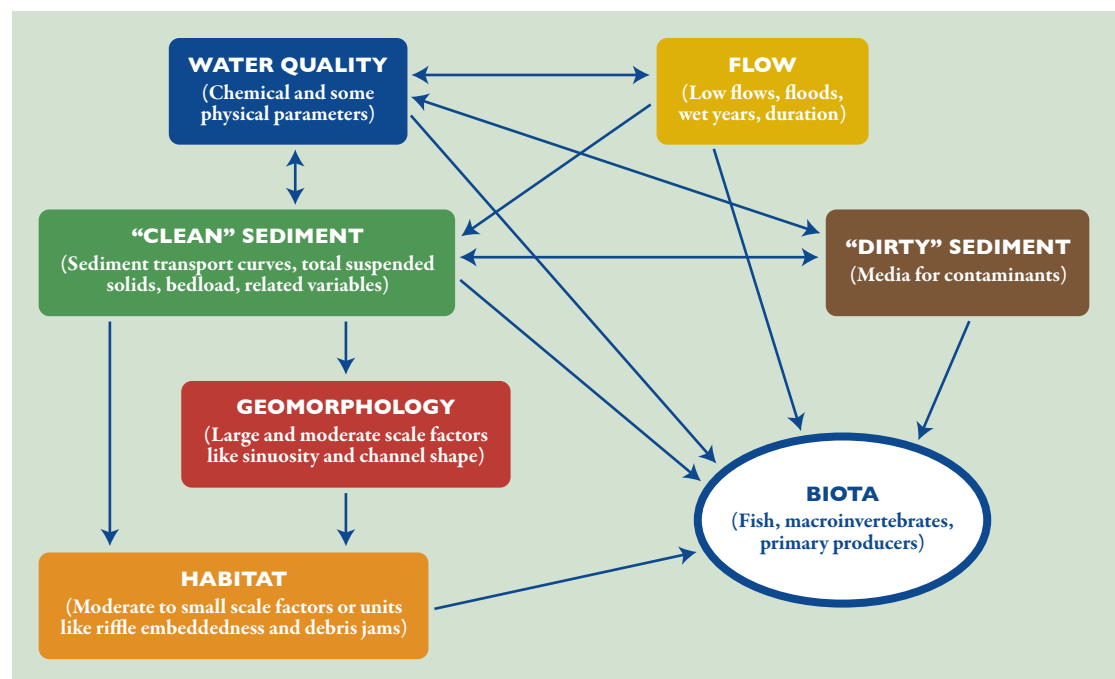 WATER QUALITY
(Chemical and some
physical parameters)
FLOW
(Low flows, floods,
wet years, duration)
“CLEAN” SEDIMENT
(Sediment transport curves, total suspended
solids, bedload, related variables)
“DIRTY” SEDIMENT
(Media for contaminants)
GEOMORPHOLOGY
(Large and moderate scale factors
like sinuosity and channel shape)
BIOTA
(Fish, macroinvertebrates,
primary producers)
HABITAT
(Moderate to small scale factors or units
like riffle embeddedness and debris jams)